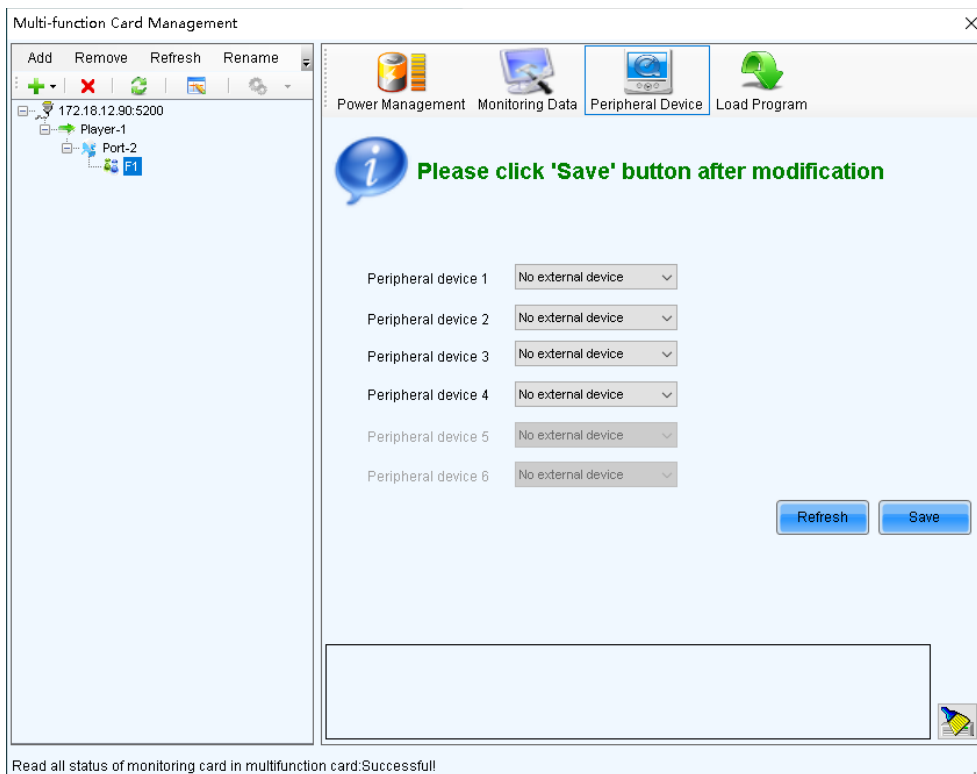 Multi-function Card Management
Add Remove Refresh Rename
172.18.12.90:5200
Player-1
Port-2
F1
Power Management Monitoring Data Peripheral Device Load Program
Please click 'Save' button after modification
Peripheral device 1 No external device
Peripheral device 2 No external device
Peripheral device 3 No external device
Peripheral device 4 No external device
Peripheral device 5 No external device
Peripheral device 6 No external device
Refresh Save
Read all status of monitoring card in multifunction card:Successful!